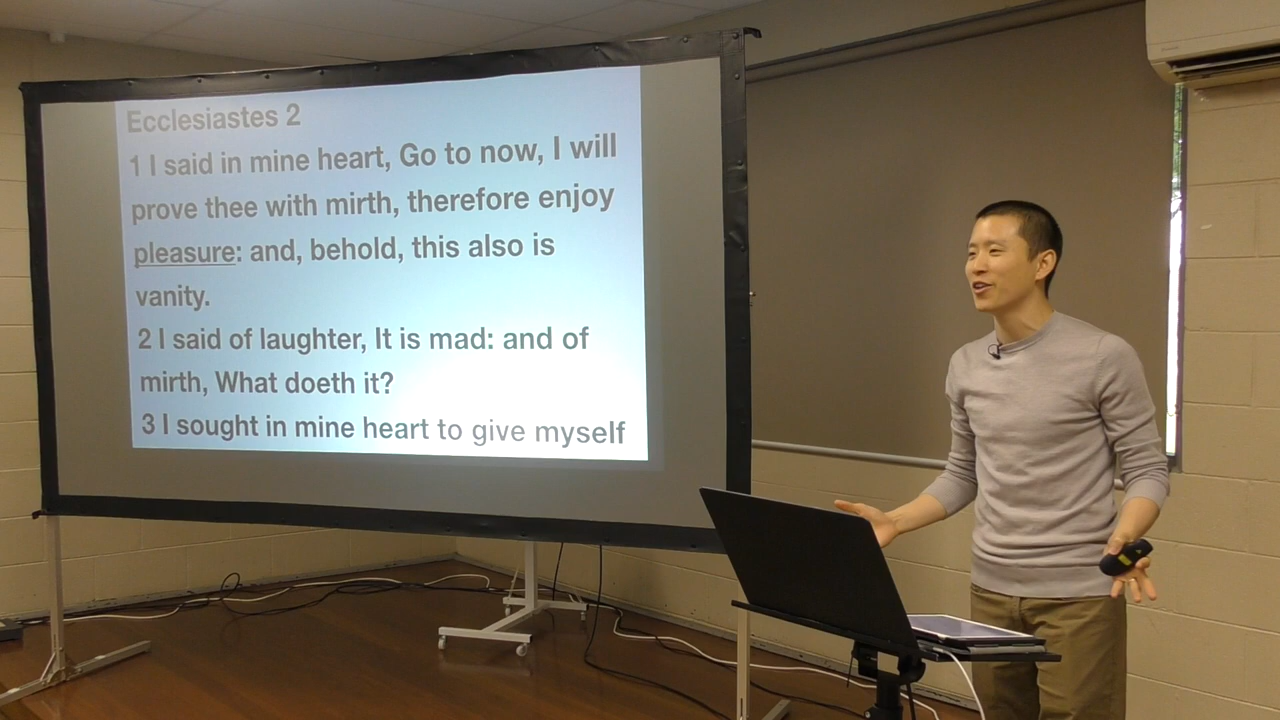 Ecclesiastes 2
1 I said in mine heart, Go to now, I will
prove thee with mirth, therefore enjoy
pleasure: and, behold, this also is
vanity.
2 I said of laughter, It is mad: and of
mirth, What doeth it?
3 I sought in mine heart to give myself